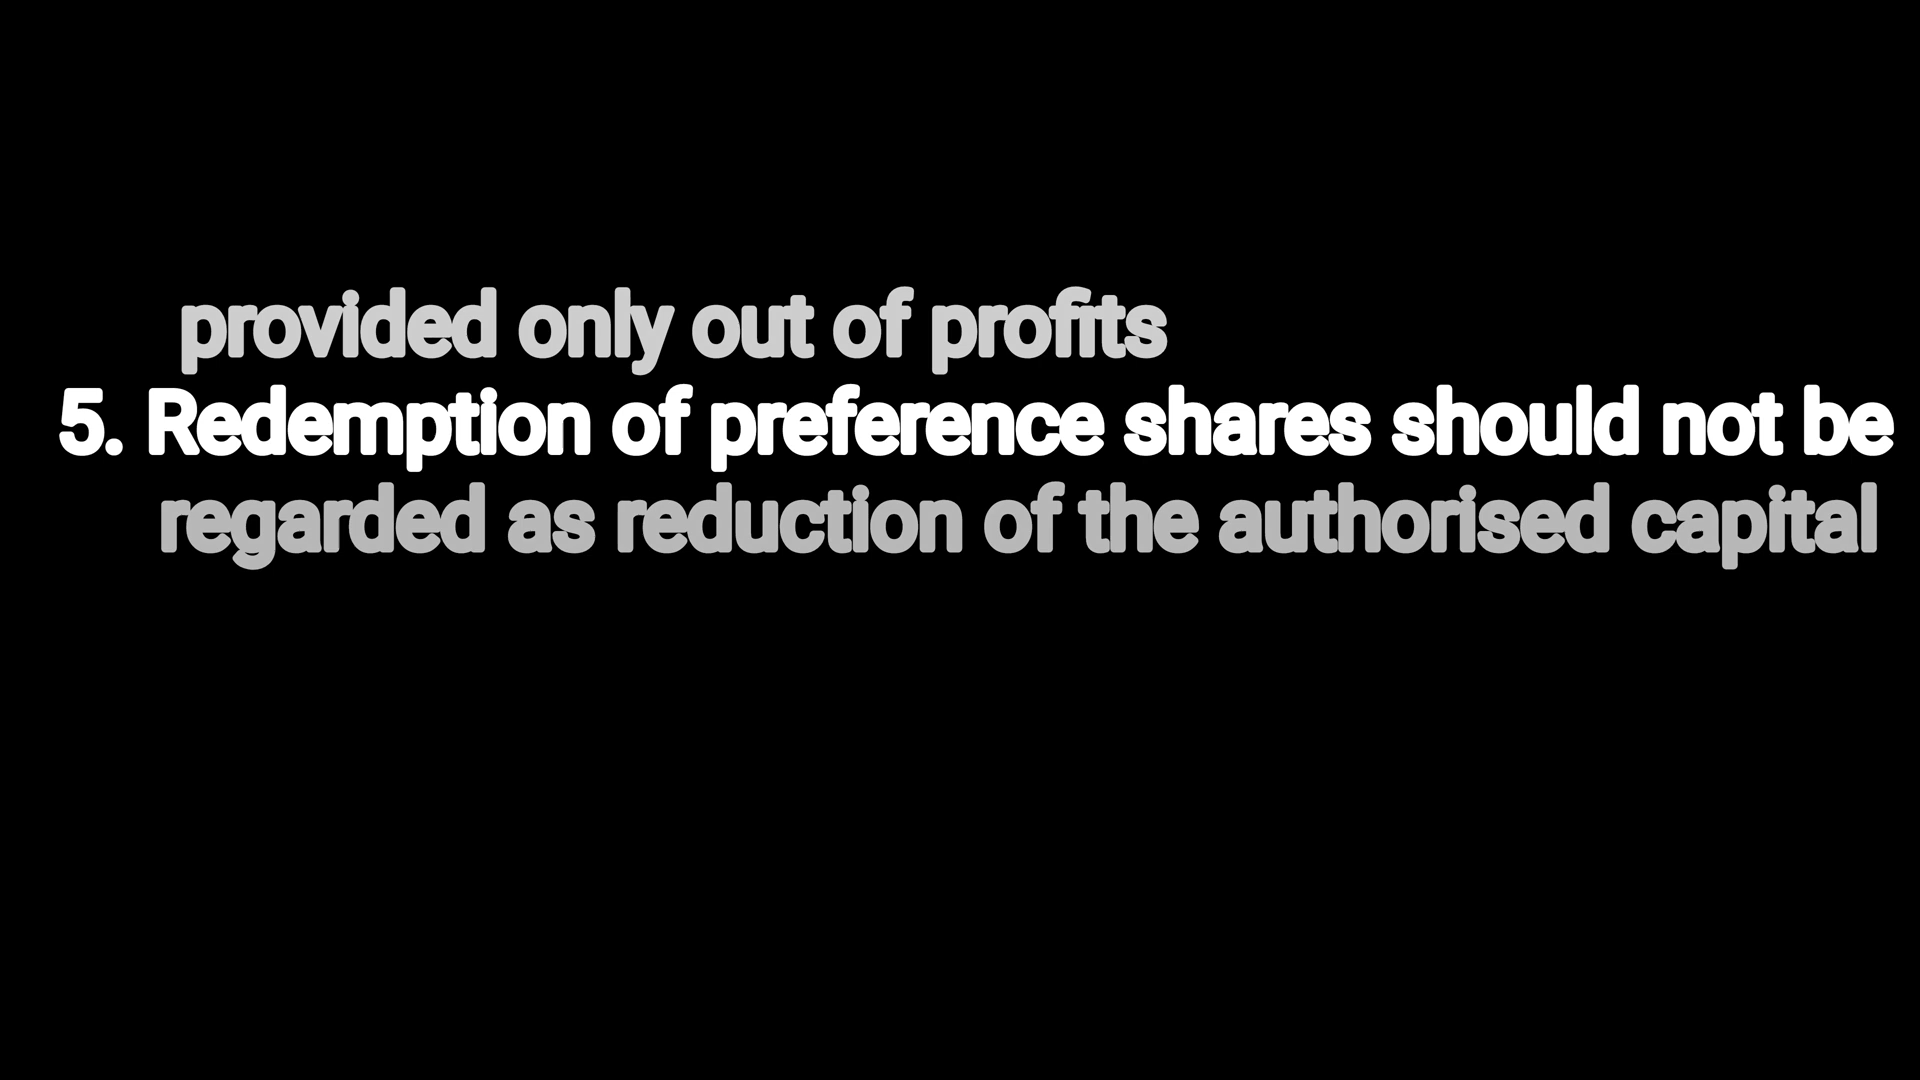 provided only out of profits
5. Redemption of preference shares should not be
regarded as reduction of the authorised capital